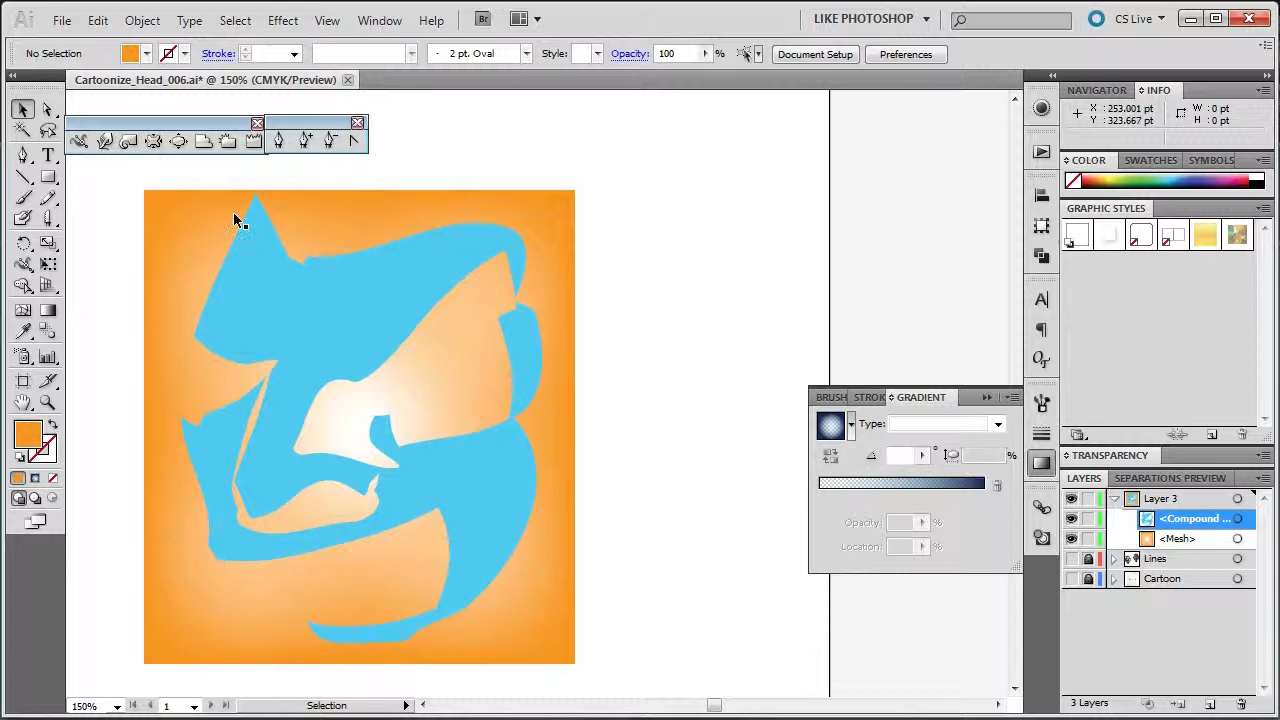 Ai File Edit Object Type Select Effect View Window Help Br LIKE PHOTOSHOP CS Live
No Selection Stroke: 2 pt. Oval Style: Opacity: 100 % Document Setup Preferences
Cartoonize_Head_006.ai* @ 150% (CMYK/Preview)
NAVIGATOR INFO
X : 253.001 pt W : 0 pt
Y : 323.667 pt H : 0 pt
COLOR SWATCHES SYMBOLS
GRAPHIC STYLES
BRUSH STROK GRADIENT
Type:
° %
Opacity: %
Location: %
TRANSPARENCY
LAYERS SEPARATIONS PREVIEW
Layer 3
<Compound ...
<Mesh>
Lines
Cartoon
3 Layers
150% 1 Selection